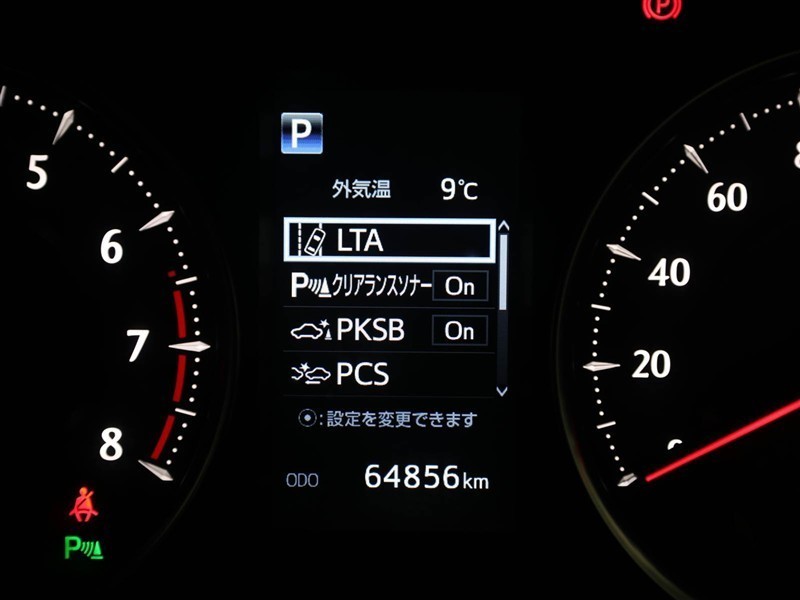 P
P
外気温 9℃
LTA
Pクリアランスソナー On
PKSB On
PCS
:設定を変更できます
ODO 64856km
5
6
7
8
P
60
40
20